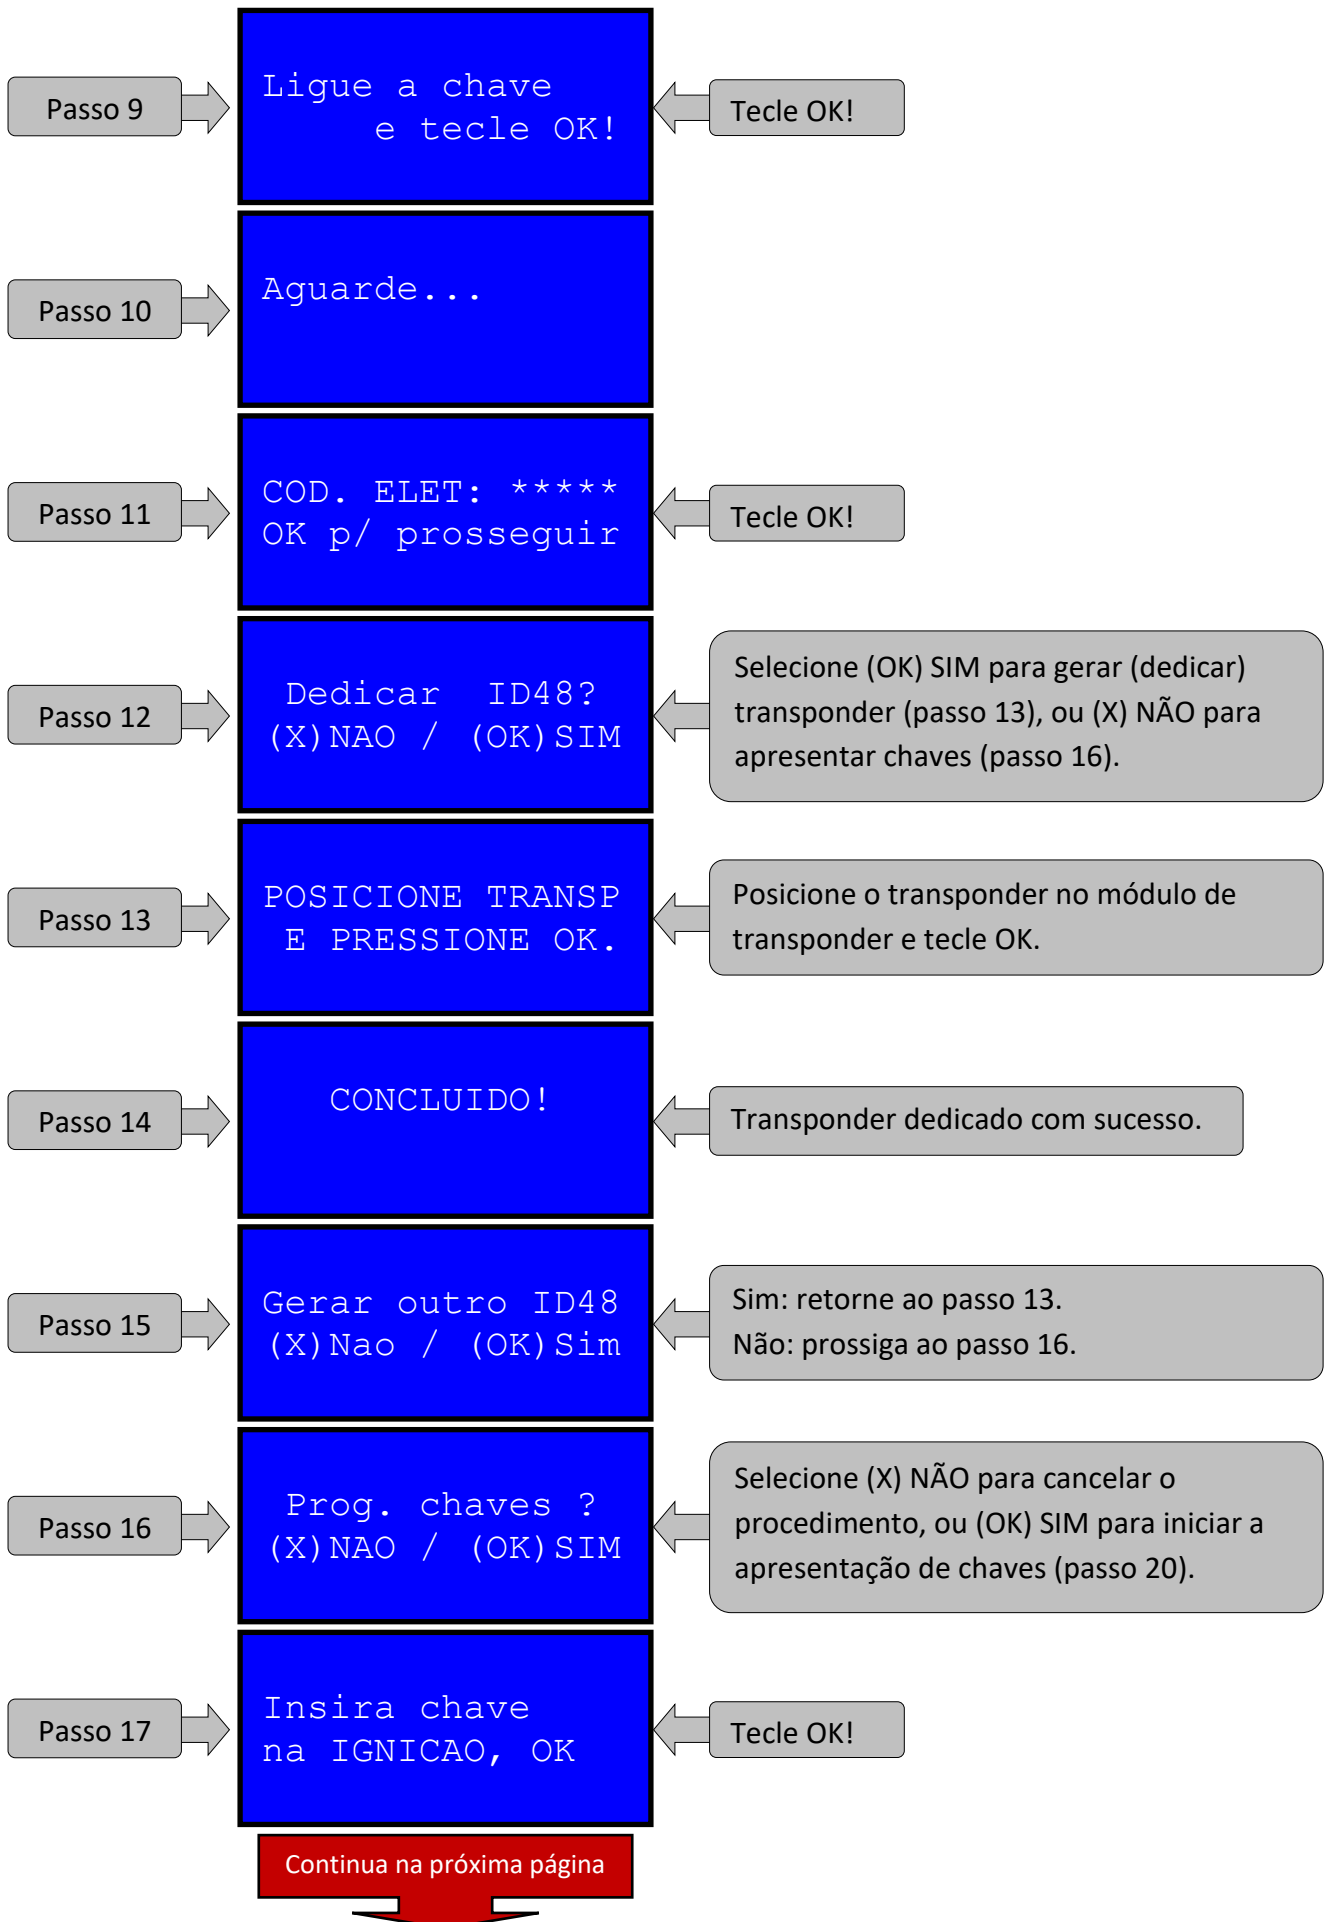 Passo 9
Ligue a chave
e tecle OK!
Tecle OK!
Passo 10
Aguarde...
Passo 11
COD. ELET: *****
OK p/ prosseguir
Tecle OK!
Passo 12
Dedicar ID48?
(X)NAO / (OK)SIM
Selecione (OK) SIM para gerar (dedicar)
transponder (passo 13), ou (X) NÃO para
apresentar chaves (passo 16).
Passo 13
POSICIONE TRANSP
E PRESSIONE OK.
Posicione o transponder no módulo de
transponder e tecle OK.
Passo 14
CONCLUIDO!
Transponder dedicado com sucesso.
Passo 15
Gerar outro ID48
(X)Nao / (OK)Sim
Sim: retorne ao passo 13.
Não: prossiga ao passo 16.
Passo 16
Prog. chaves ?
(X)NAO / (OK)SIM
Selecione (X) NÃO para cancelar o
procedimento, ou (OK) SIM para iniciar a
apresentação de chaves (passo 20).
Passo 17
Insira chave
na IGNICAO, OK
Tecle OK!
Continua na próxima página